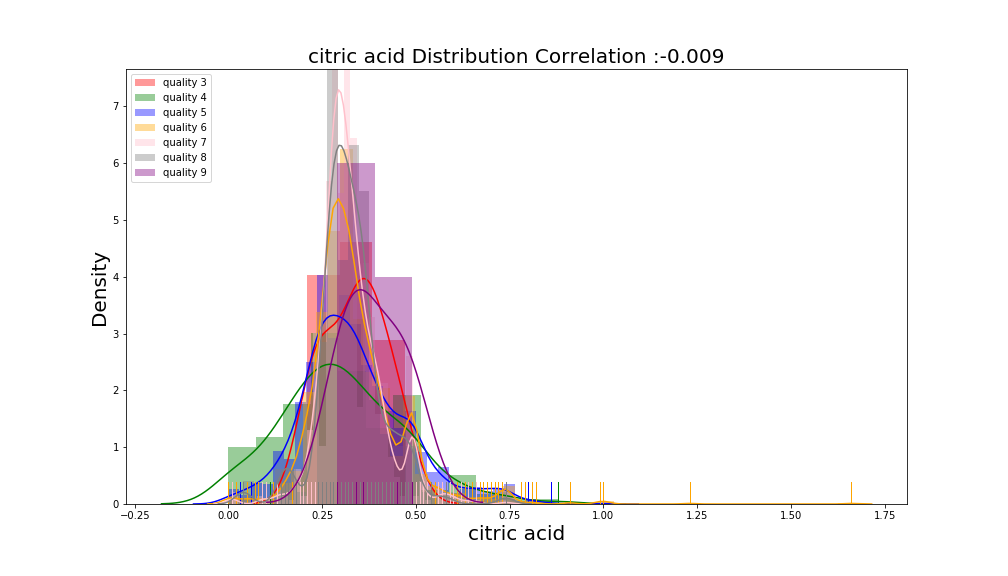 citric acid Distribution Correlation :-0.009
quality 3
quality 4
quality 5
quality 6
quality 7
quality 8
quality 9
Density
7
6
5
4
3
2
1
0
−0.25 0.00 0.25 0.50 0.75 1.00 1.25 1.50 1.75
citric acid